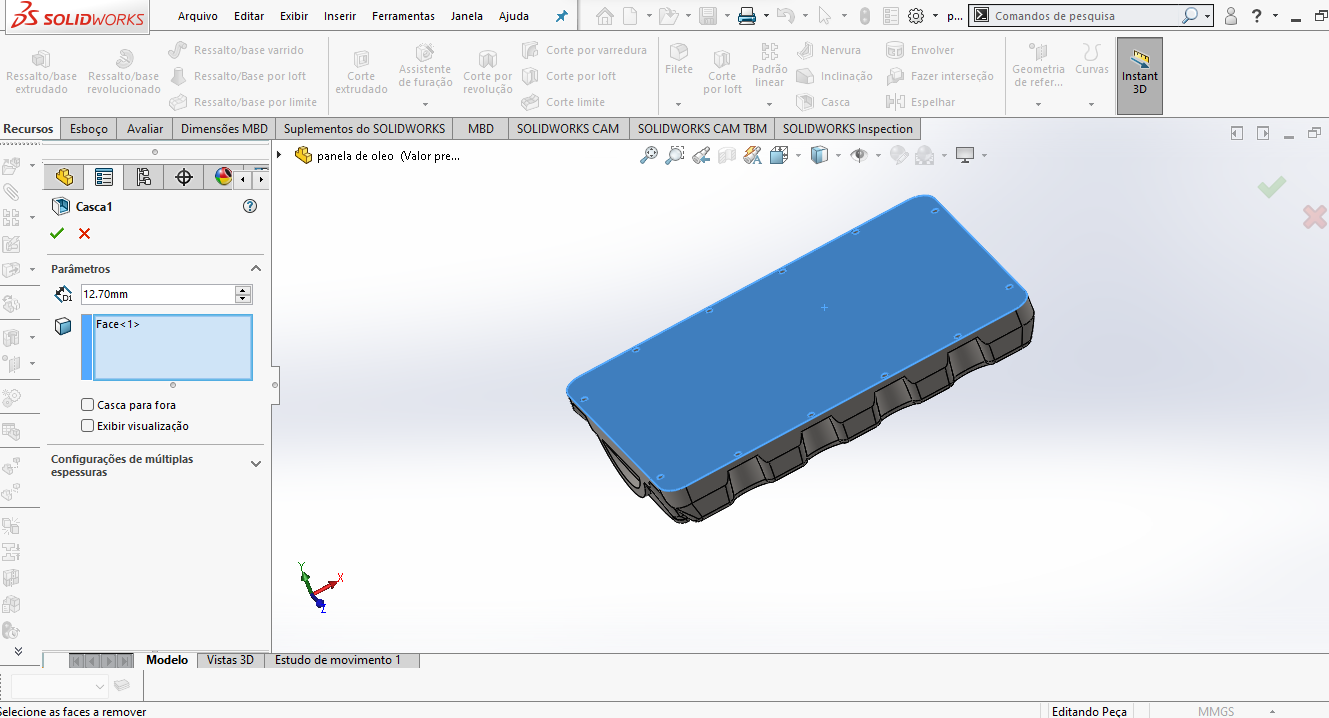 SOLIDWORKS
Arquivo Editar Exibir Inserir Ferramentas Janela Ajuda
p...
Comandos de pesquisa
?
Ressalto/base extrudado
Ressalto/base revolucionado
Ressalto/base varrido
Ressalto/Base por loft
Ressalto/base por limite
Corte extrudado
Assistente de furação
Corte por revolução
Corte por varredura
Corte por loft
Corte limite
Filete
Corte por loft
Padrão linear
Nervura
Inclinação
Casca
Envolver
Fazer interseção
Espelhar
Geometria de refer...
Curvas
Instant 3D
Recursos Esboço Avaliar Dimensões MBD Suplementos do SOLIDWORKS MBD SOLIDWORKS CAM SOLIDWORKS CAM TBM SOLIDWORKS Inspection
panela de oleo (Valor pre...
Casca1
?
Parâmetros
D1
12.70mm
Face<1>
Casca para fora
Exibir visualização
Configurações de múltiplas
espessuras
Y
X
Z
Modelo Vistas 3D Estudo de movimento 1
Selecione as faces a remover
Editando Peça
MMGS